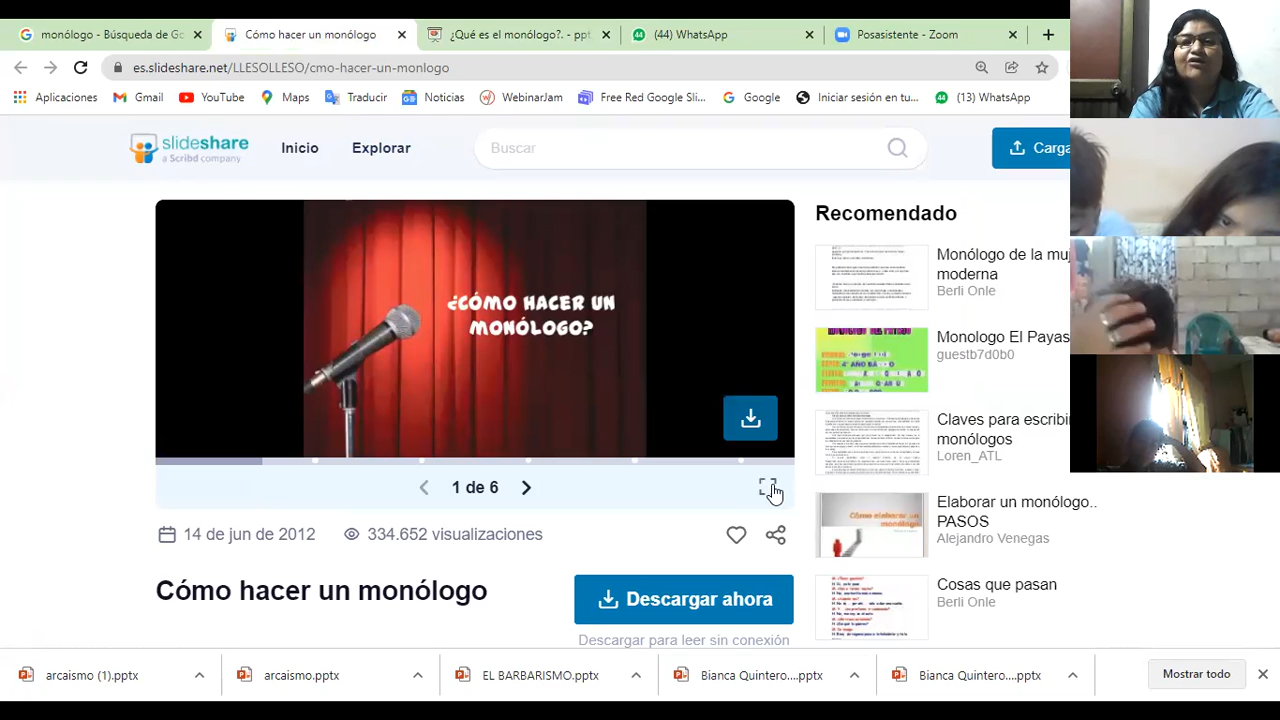 monólogo - Búsqueda de Go
Cómo hacer un monólogo
¿Qué es el monólogo?. - ppt
(44) WhatsApp
Posasistente - Zoom
es.slideshare.net/LLESOLLESO/cmo-hacer-un-monlogo
Aplicaciones
Gmail
YouTube
Maps
Traducir
Noticias
WebinarJam
Free Red Google Sli...
Google
Iniciar sesión en tu...
(13) WhatsApp
slideshare
a Scribd company
Inicio
Explorar
Buscar
Carga
¿CÓMO HACER UN
MONÓLOGO?
1 de 6
de jun de 2012
334.652 visualizaciones
Cómo hacer un monólogo
Descargar ahora
Descargar para leer sin conexión
Recomendado
Monólogo de la muj
moderna
Berli Onle
Monologo El Payas
guestb7d0b0
Claves para escribi
monólogos
Loren_ATL
Cómo elaborar un
monólogo
Elaborar un monólogo..
PASOS
Alejandro Venegas
Cosas que pasan
Berli Onle
arcaismo (1).pptx
arcaismo.pptx
EL BARBARISMO.pptx
Bianca Quintero....pptx
Bianca Quintero....pptx
Mostrar todo